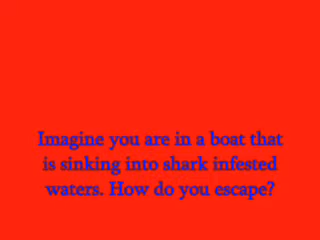 Imagine you are in a boat that
is sinking into shark infested
waters. How do you escape?